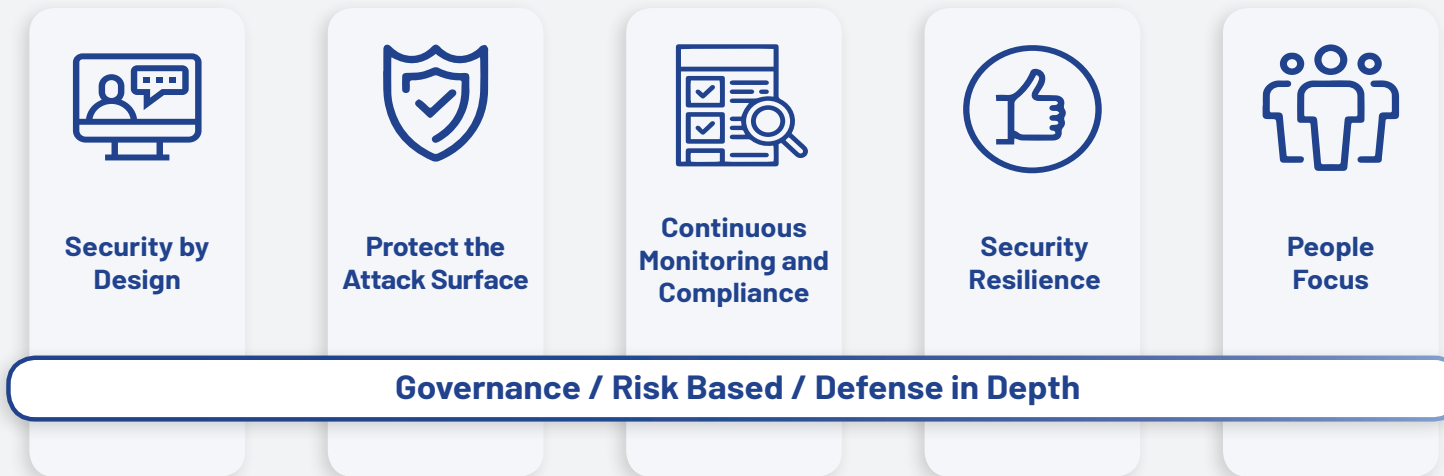 Security by
Design
Protect the
Attack Surface
Continuous
Monitoring and
Compliance
Security
Resilience
People
Focus
Governance / Risk Based / Defense in Depth